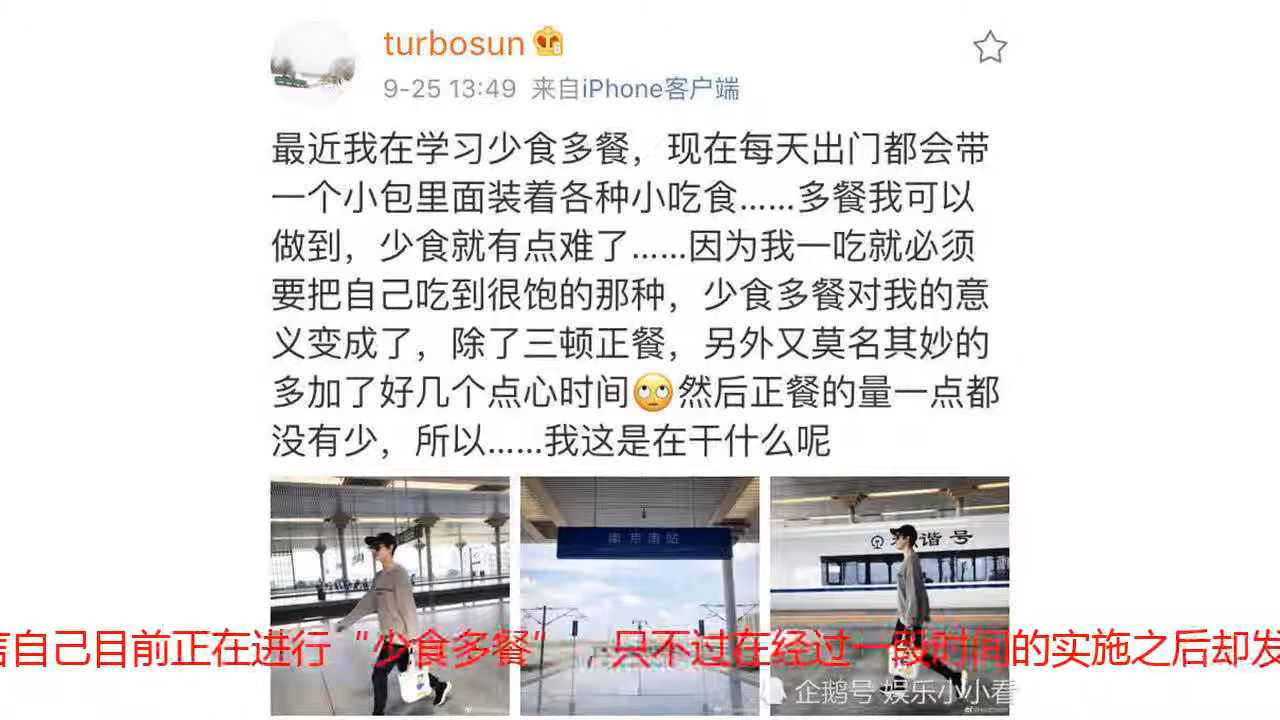 turbosun
9-25 13:49 来自iPhone客户端
最近我在学习少食多餐，现在每天出门都会带
一个小包里面装着各种小吃食……多餐我可以
做到，少食就有点难了……因为我一吃就必须
要把自己吃到很饱的那种，少食多餐对我的意
义变成了，除了三顿正餐，另外又莫名其妙的
多加了好几个点心时间🙄然后正餐的量一点都
没有少，所以……我这是在干什么呢
南京南站
谐号
言自己目前正在进行“少食多餐” 只不过在经过一段时间的实施之后却发
企鹅号 娱乐小小看